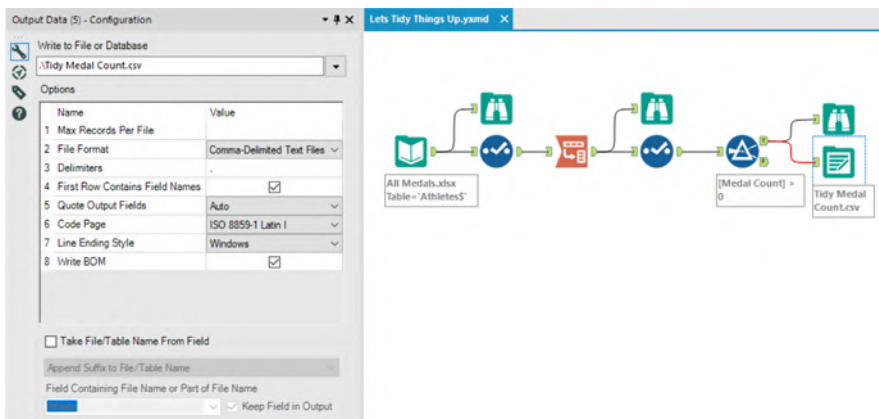 Output Data (5) - Configuration
Lets Tidy Things Up.yxmd
Write to File or Database
.\Tidy Medal Count.csv
Options
Name Value
1 Max Records Per File
2 File Format Comma-Delimited Text Files
3 Delimiters ,
4 First Row Contains Field Names
5 Quote Output Fields Auto
6 Code Page ISO 8859-1 Latin I
7 Line Ending Style Windows
8 Write BOM
Take File/Table Name From Field
Append Suffix to File/Table Name
Field Containing File Name or Part of File Name
Keep Field in Output
All Medals.xlsx
Table=`Athletes$`
[Medal Count] >
0
Tidy Medal
Count.csv